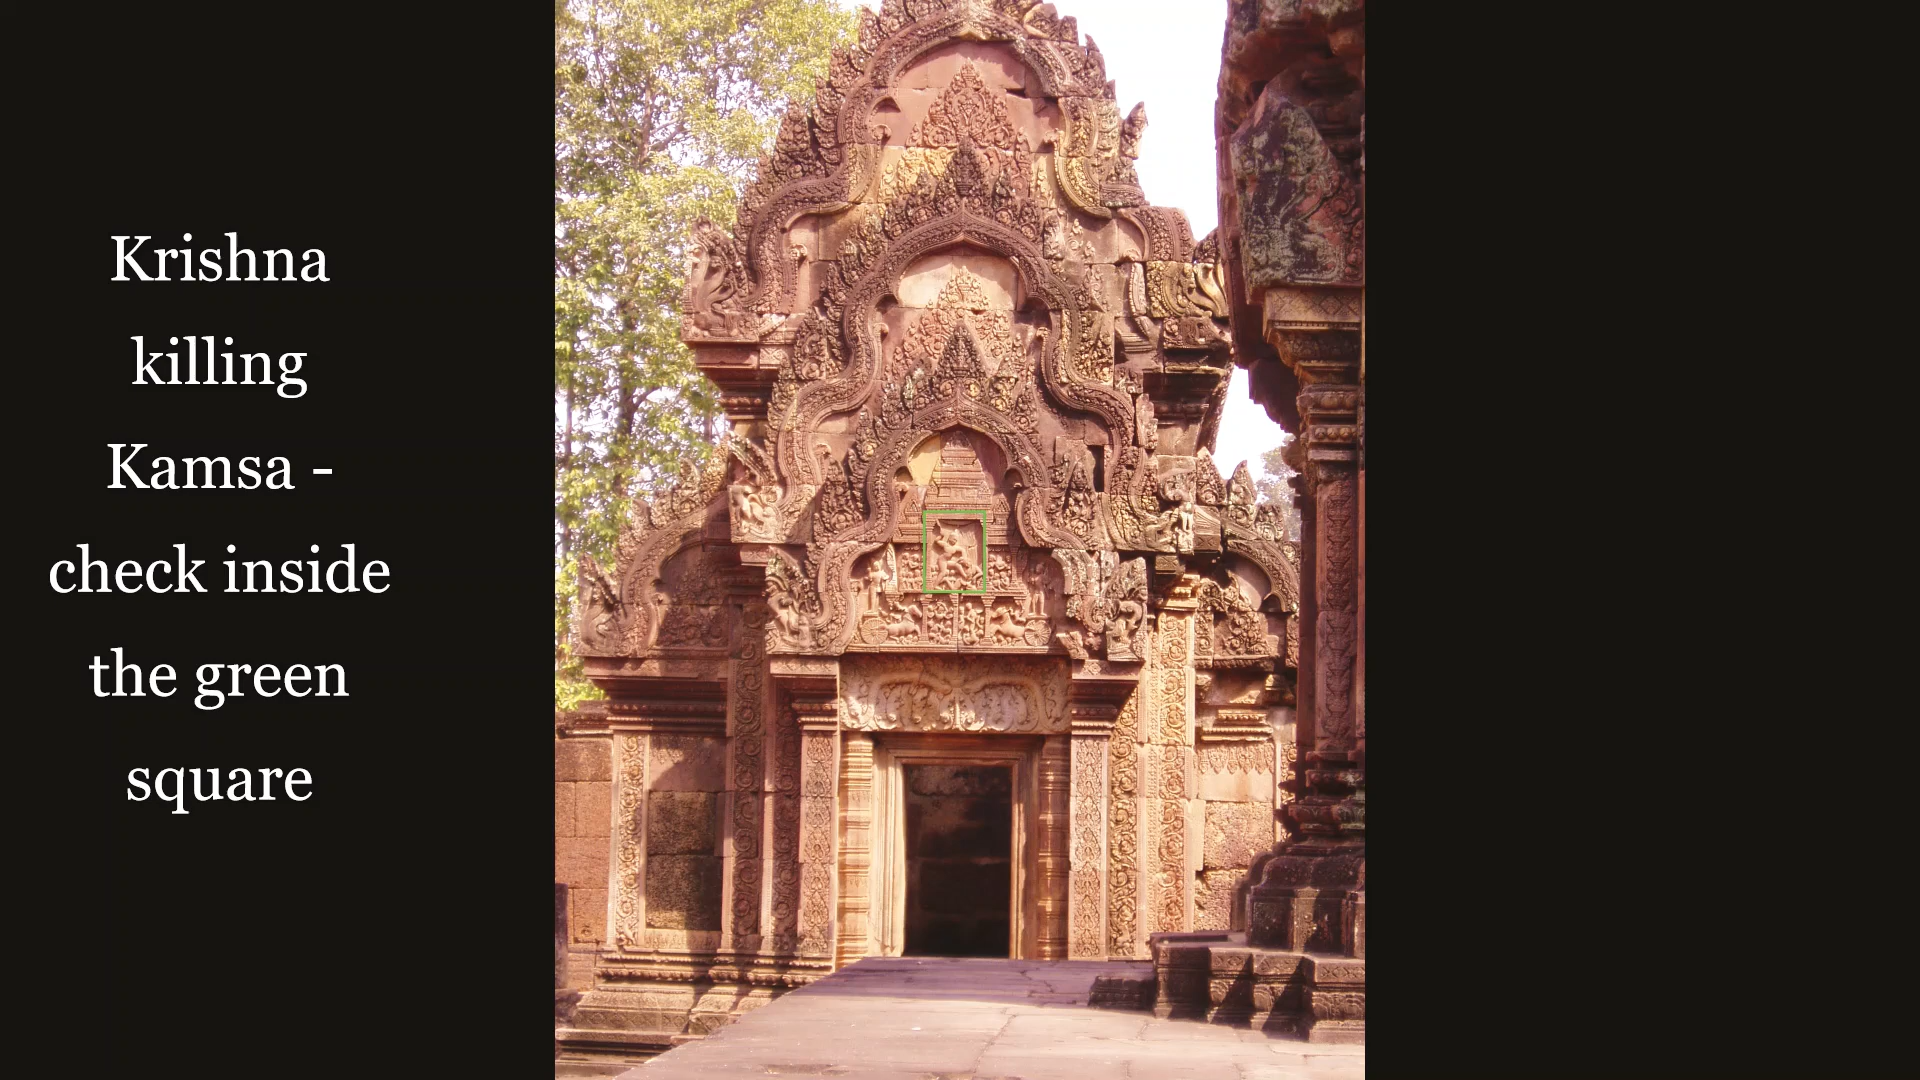 Krishna
killing
Kamsa -
check inside
the green
square